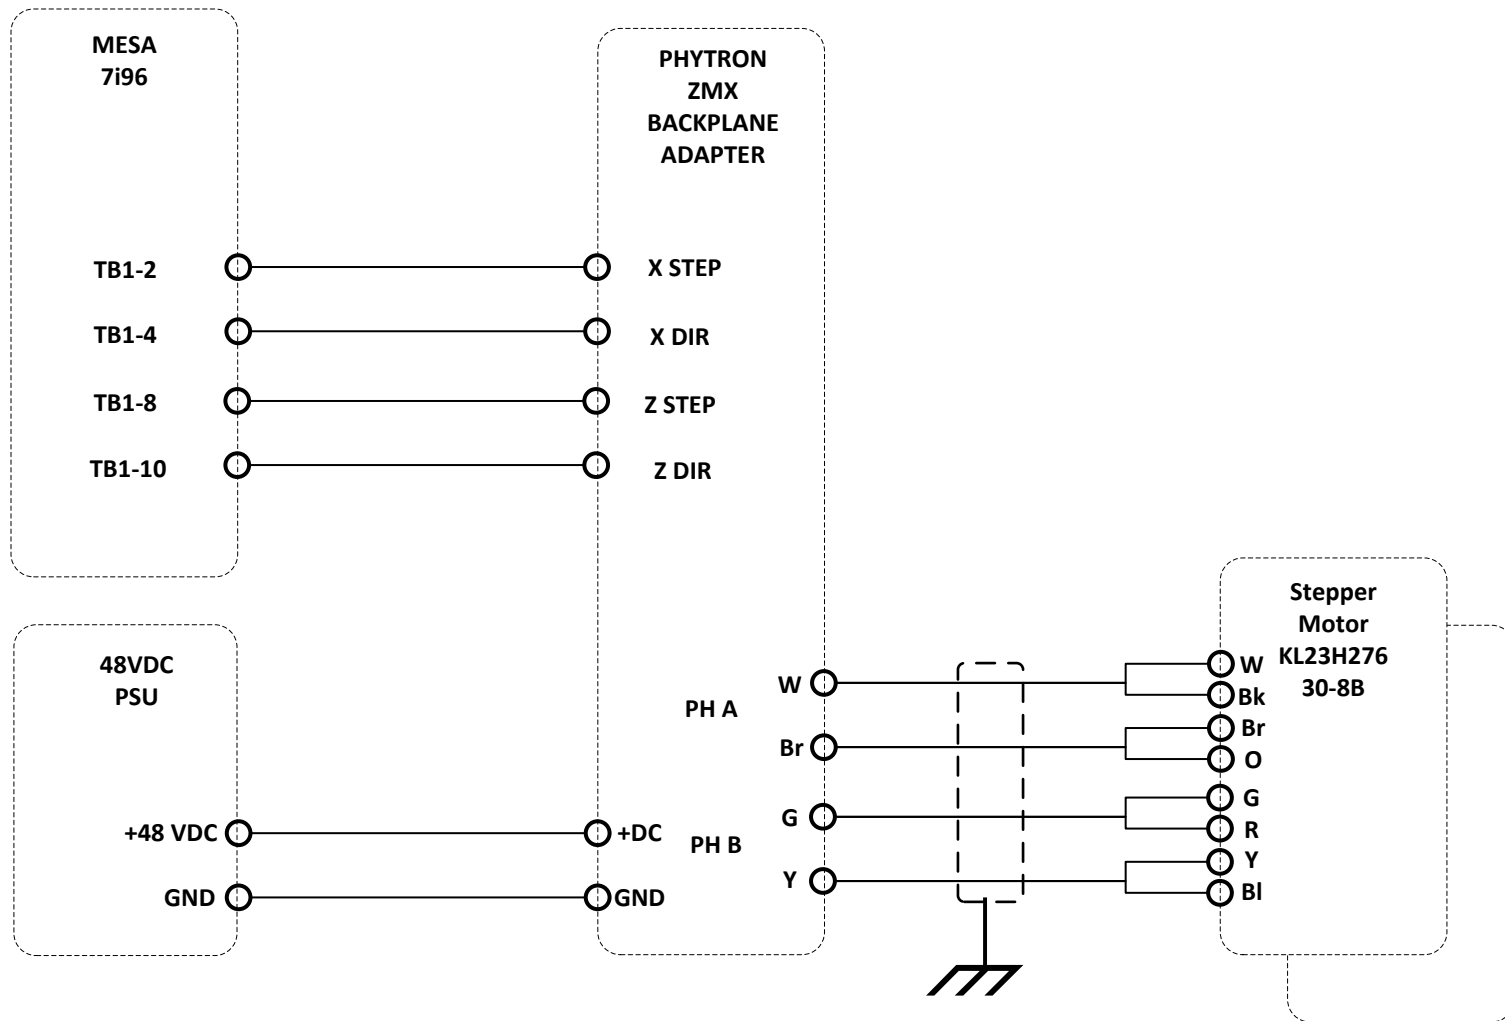 MESA
7i96
TB1-2
TB1-4
TB1-8
TB1-10
PHYTRON
ZMX
BACKPLANE
ADAPTER
X STEP
X DIR
Z STEP
Z DIR
48VDC
PSU
+48 VDC
GND
+DC
GND
PH A
PH B
W
Br
G
Y
Stepper
Motor
KL23H276
30-8B
W
Bk
Br
O
G
R
Y
Bl